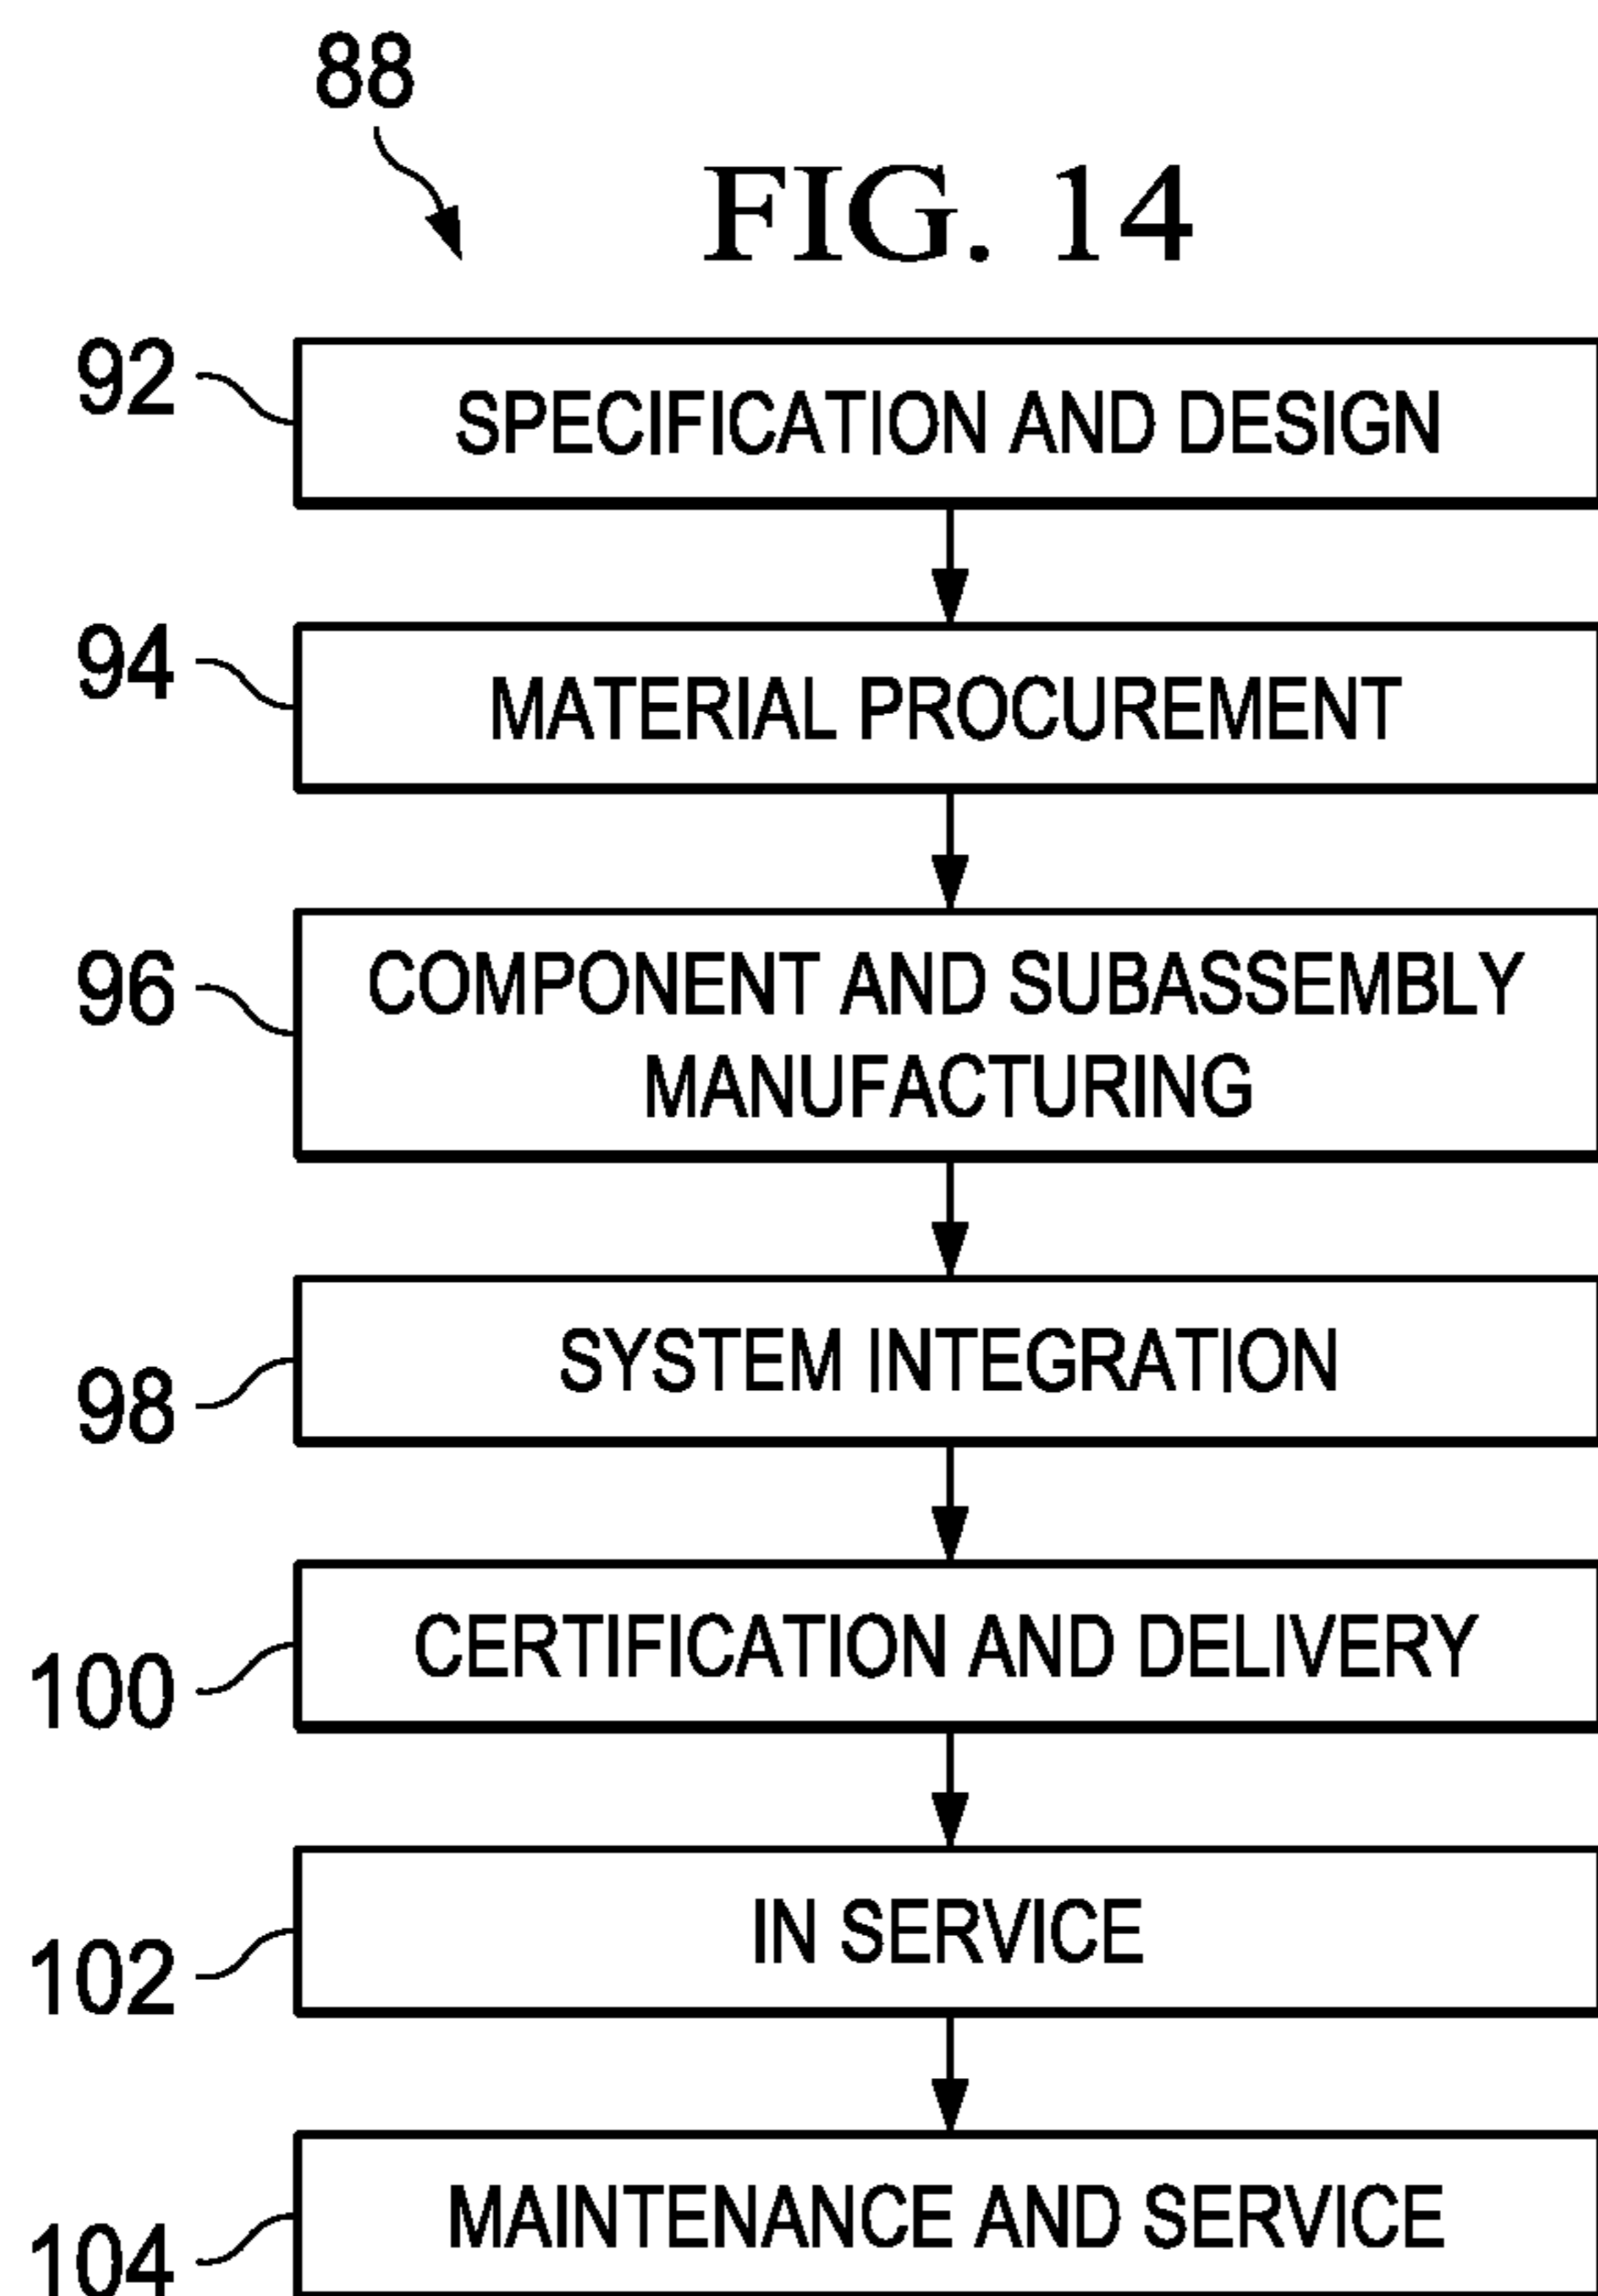 88
FIG. 14
92
SPECIFICATION AND DESIGN
94
MATERIAL PROCUREMENT
96
COMPONENT AND SUBASSEMBLY
MANUFACTURING
98
SYSTEM INTEGRATION
100
CERTIFICATION AND DELIVERY
102
IN SERVICE
104
MAINTENANCE AND SERVICE